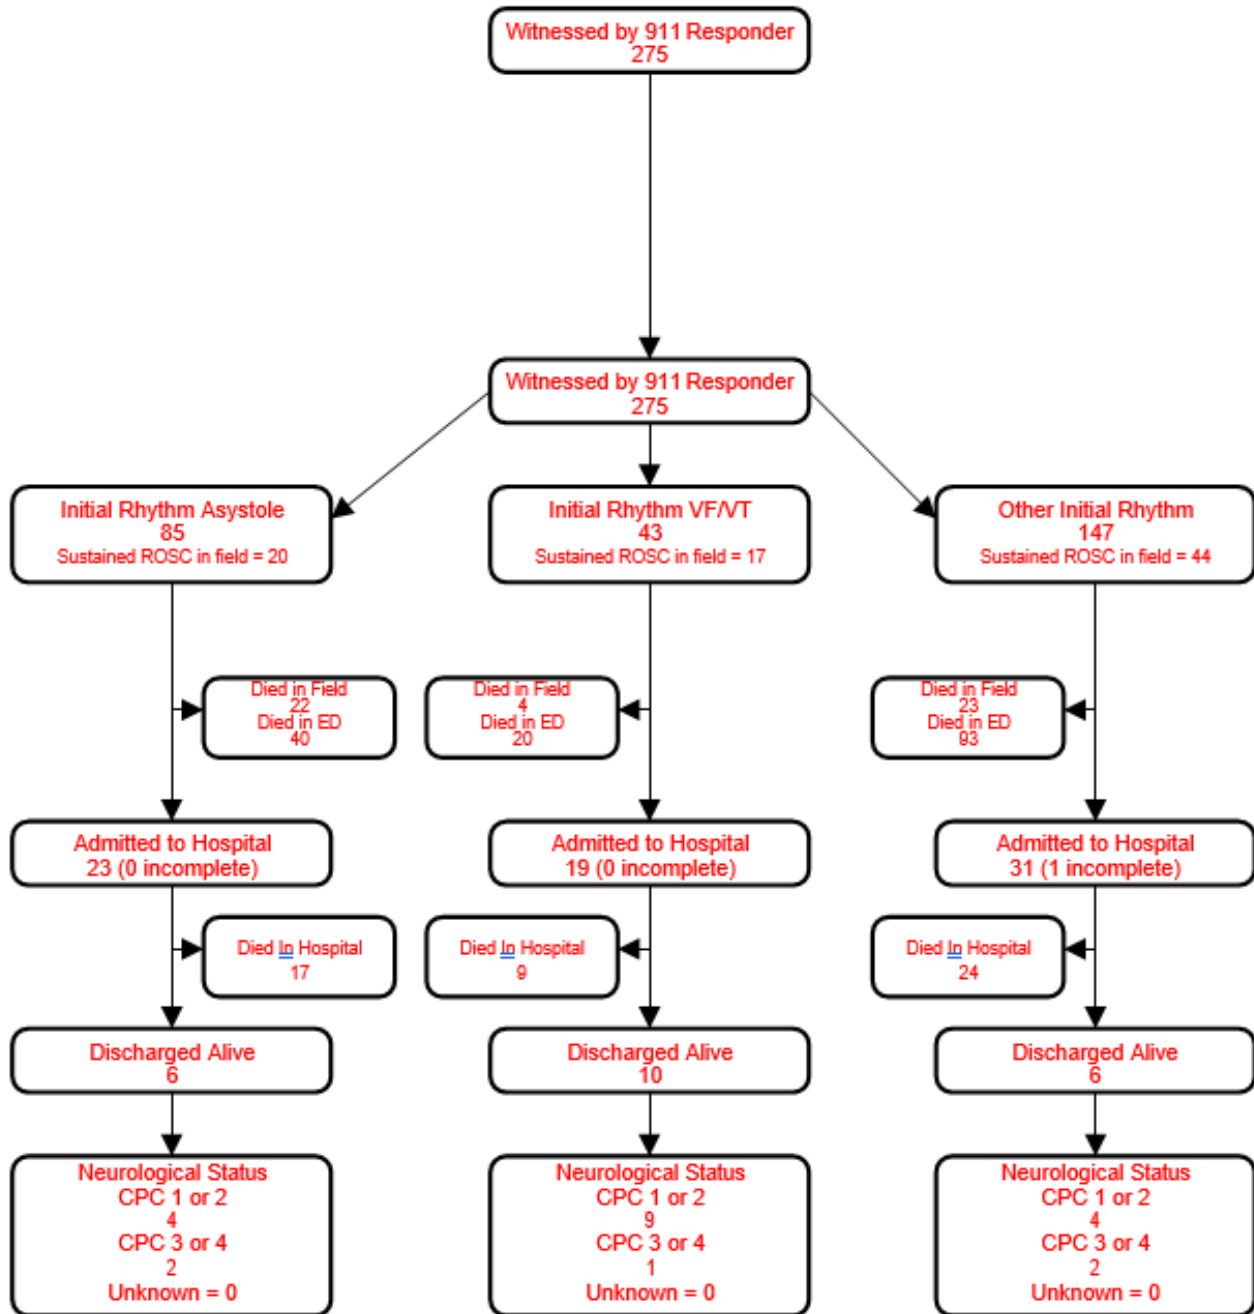 Witnessed by 911 Responder
275
Witnessed by 911 Responder
275
Initial Rhythm Asystole
85
Sustained ROSC in field = 20
Initial Rhythm VF/VT
43
Sustained ROSC in field = 17
Other Initial Rhythm
147
Sustained ROSC in field = 44
Died in Field
22
Died in ED
40
Died in Field
4
Died in ED
20
Died in Field
23
Died in ED
93
Admitted to Hospital
23 (0 incomplete)
Admitted to Hospital
19 (0 incomplete)
Admitted to Hospital
31 (1 incomplete)
Died In Hospital
17
Died In Hospital
9
Died In Hospital
24
Discharged Alive
6
Discharged Alive
10
Discharged Alive
6
Neurological Status
CPC 1 or 2
4
CPC 3 or 4
2
Unknown = 0
Neurological Status
CPC 1 or 2
9
CPC 3 or 4
1
Unknown = 0
Neurological Status
CPC 1 or 2
4
CPC 3 or 4
2
Unknown = 0